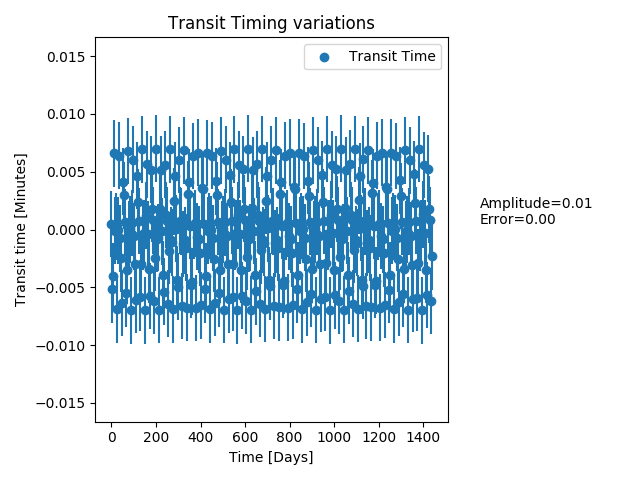 Transit Timing variations
Transit Time
0.015
0.010
0.005
0.000
−0.005
−0.010
−0.015
Transit time [Minutes]
0 200 400 600 800 1000 1200 1400
Time [Days]
Amplitude=0.01
Error=0.00